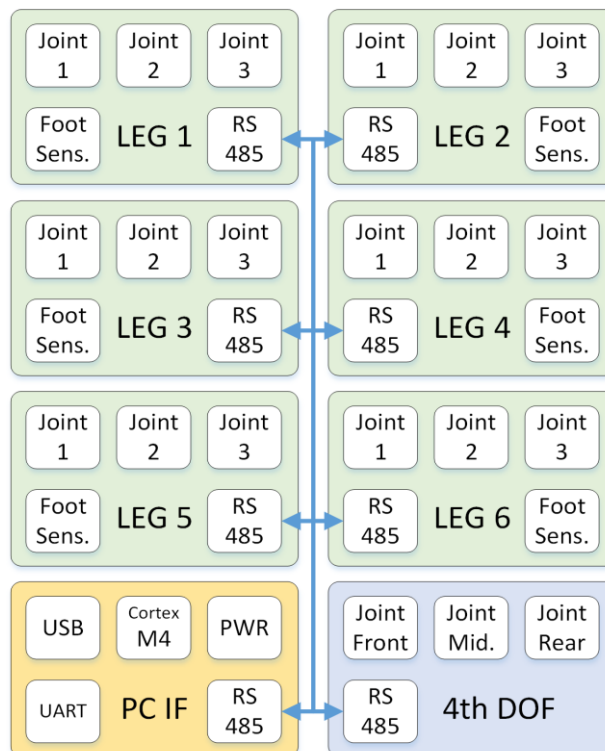 Joint
1
Joint
2
Joint
3
Foot
Sens.
LEG 1
RS
485
Joint
1
Joint
2
Joint
3
RS
485
LEG 2
Foot
Sens.
Joint
1
Joint
2
Joint
3
Foot
Sens.
LEG 3
RS
485
Joint
1
Joint
2
Joint
3
RS
485
LEG 4
Foot
Sens.
Joint
1
Joint
2
Joint
3
Foot
Sens.
LEG 5
RS
485
Joint
1
Joint
2
Joint
3
RS
485
LEG 6
Foot
Sens.
USB
Cortex
M4
PWR
UART
PC IF
RS
485
Joint
Front
Joint
Mid.
Joint
Rear
RS
485
4th DOF